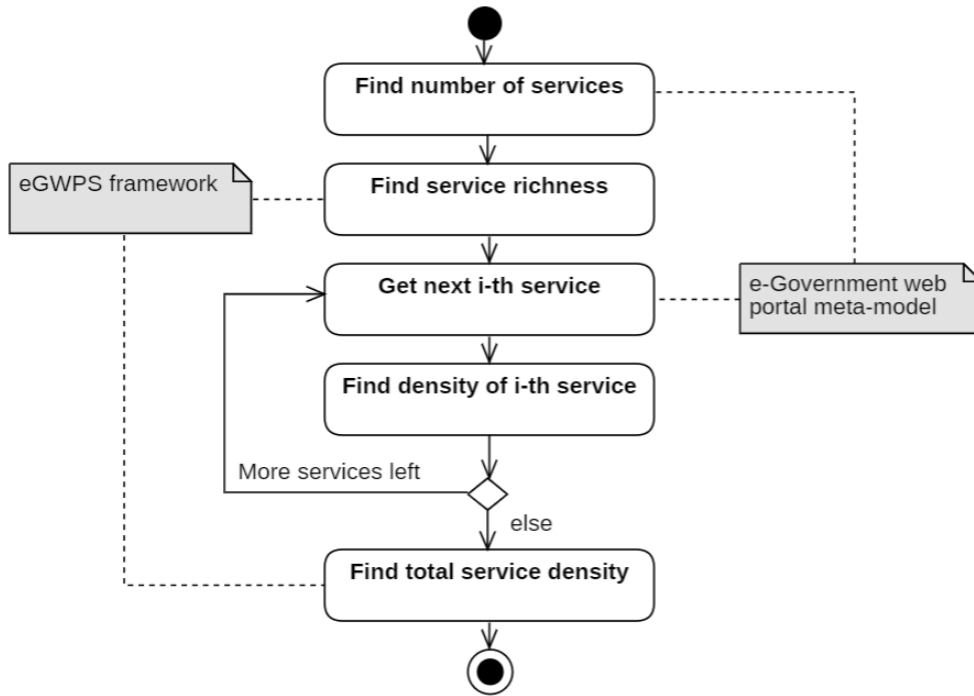 Find number of services
eGWPS framework
Find service richness
Get next i-th service
e-Government web
portal meta-model
Find density of i-th service
More services left
else
Find total service density